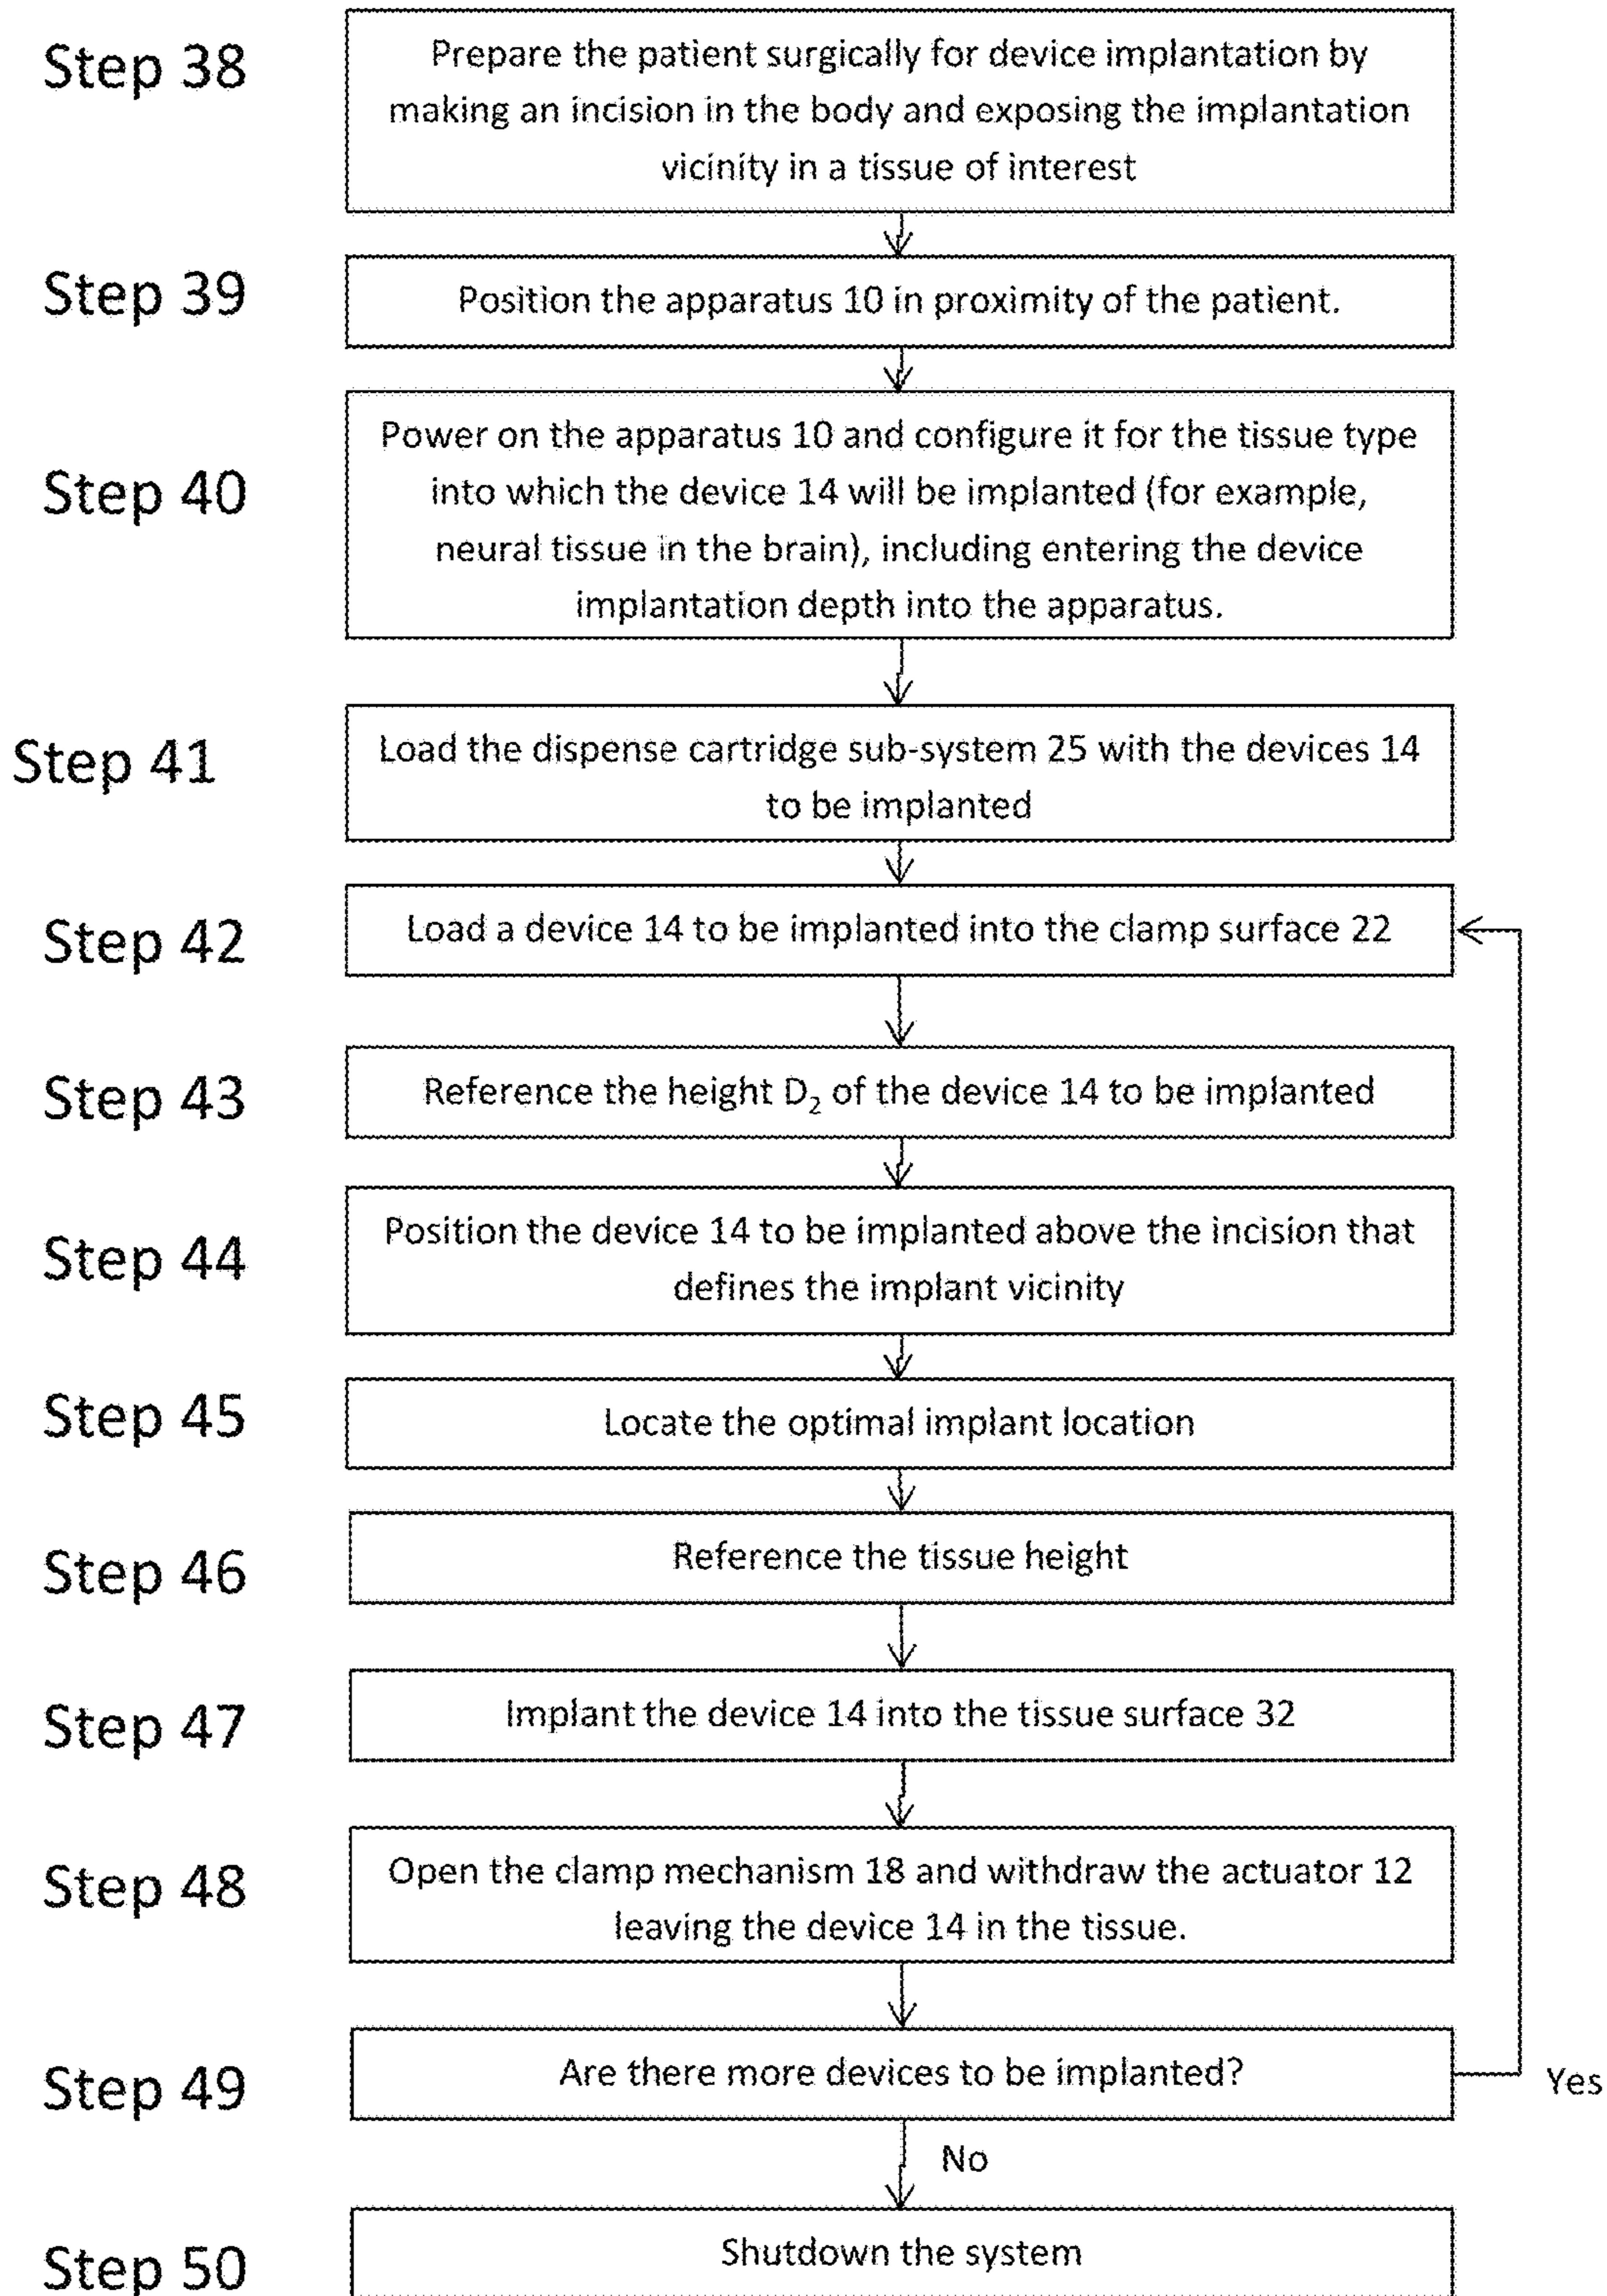 Step 38
Prepare the patient surgically for device implantation by
making an incision in the body and exposing the implantation
vicinity in a tissue of interest
Step 39
Position the apparatus 10 in proximity of the patient.
Step 40
Power on the apparatus 10 and configure it for the tissue type
into which the device 14 will be implanted (for example,
neural tissue in the brain), including entering the device
implantation depth into the apparatus.
Step 41
Load the dispense cartridge sub-system 25 with the devices 14
to be implanted
Step 42
Load a device 14 to be implanted into the clamp surface 22
Step 43
Reference the height D₂ of the device 14 to be implanted
Step 44
Position the device 14 to be implanted above the incision that
defines the implant vicinity
Step 45
Locate the optimal implant location
Step 46
Reference the tissue height
Step 47
Implant the device 14 into the tissue surface 32
Step 48
Open the clamp mechanism 18 and withdraw the actuator 12
leaving the device 14 in the tissue.
Step 49
Are there more devices to be implanted?
Yes
No
Step 50
Shutdown the system